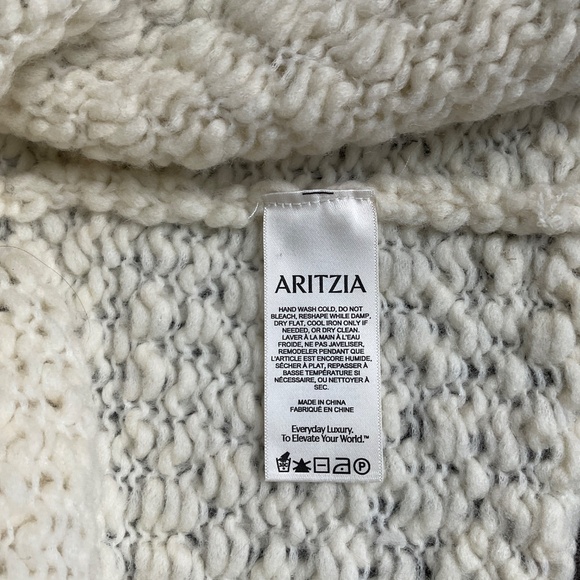 ARITZIA
HAND WASH COLD, DO NOT
BLEACH, RESHAPE WHILE DAMP,
DRY FLAT, COOL IRON ONLY IF
NEEDED, OR DRY CLEAN.
LAVER À LA MAIN À L'EAU
FROIDE, NE PAS JAVELISER,
REMODELER PENDANT QUE
L'ARTICLE EST ENCORE HUMIDE,
SÉCHER À PLAT, REPASSER À
BASSE TEMPÉRATURE SI
NÉCESSAIRE, OU NETTOYER À
SEC.
MADE IN CHINA
FABRIQUÉ EN CHINE
Everyday Luxury.
To Elevate Your World.™
P